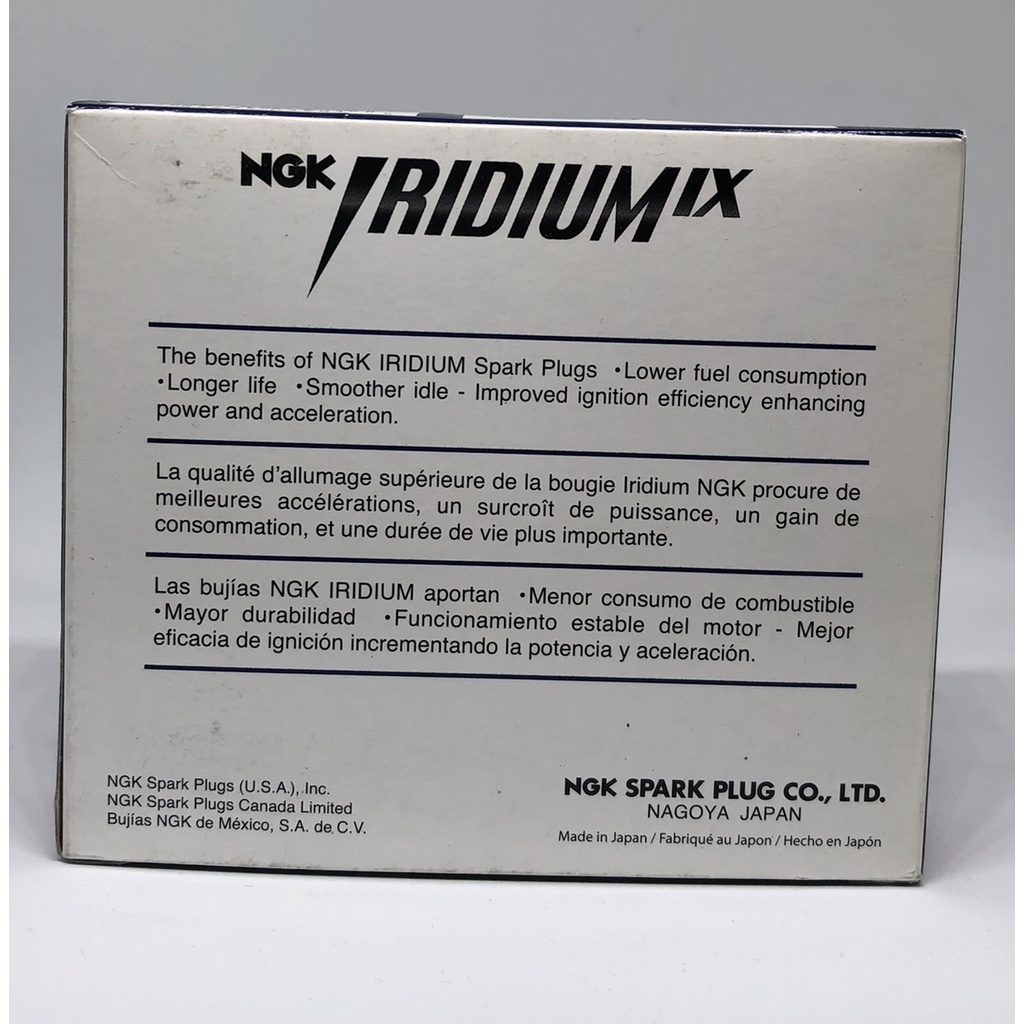 NGK IRIDIUM IX
The benefits of NGK IRIDIUM Spark Plugs •Lower fuel consumption
•Longer life •Smoother idle - Improved ignition efficiency enhancing
power and acceleration.
La qualité d'allumage supérieure de la bougie Iridium NGK procure de
meilleures accélérations, un surcroît de puissance, un gain de
consommation, et une durée de vie plus importante.
Las bujías NGK IRIDIUM aportan •Menor consumo de combustible
•Mayor durabilidad •Funcionamiento estable del motor - Mejor
eficacia de ignición incrementando la potencia y aceleración.
NGK Spark Plugs (U.S.A.), Inc.
NGK Spark Plugs Canada Limited
Bujías NGK de México, S.A. de C.V.
NGK SPARK PLUG CO., LTD.
NAGOYA JAPAN
Made in Japan / Fabriqué au Japon / Hecho en Japón